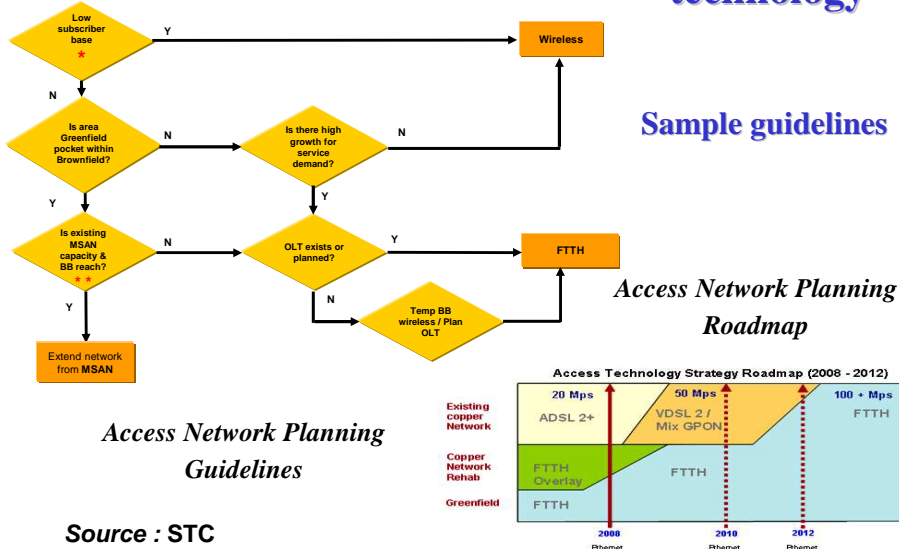 technology
Sample guidelines
Low
subscriber
base
*
Y
Wireless
N
Is area
Greenfield
pocket within
Brownfield?
N
Is there high
growth for
service
demand?
N
Y
Y
Is existing
MSAN
capacity &
BB reach?
* *
N
OLT exists or
planned?
Y
FTTH
Y
N
Temp BB
wireless / Plan
OLT
Extend network
from MSAN
Access Network Planning
Roadmap
Access Network Planning
Guidelines
Source : STC
Access Technology Strategy Roadmap (2008 - 2012)
20 Mps
50 Mps
100 + Mps
Existing
copper
Network
ADSL 2+
VDSL 2 /
Mix GPON
FTTH
Copper
Network
Rehab
FTTH
Overlay
FTTH
Greenfield
FTTH
2008
2010
2012
Ethernet
Ethernet
Ethernet